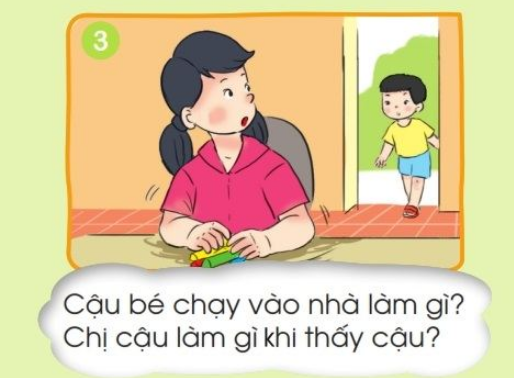 3
Cậu bé chạy vào nhà làm gì?
Chị cậu làm gì khi thấy cậu?